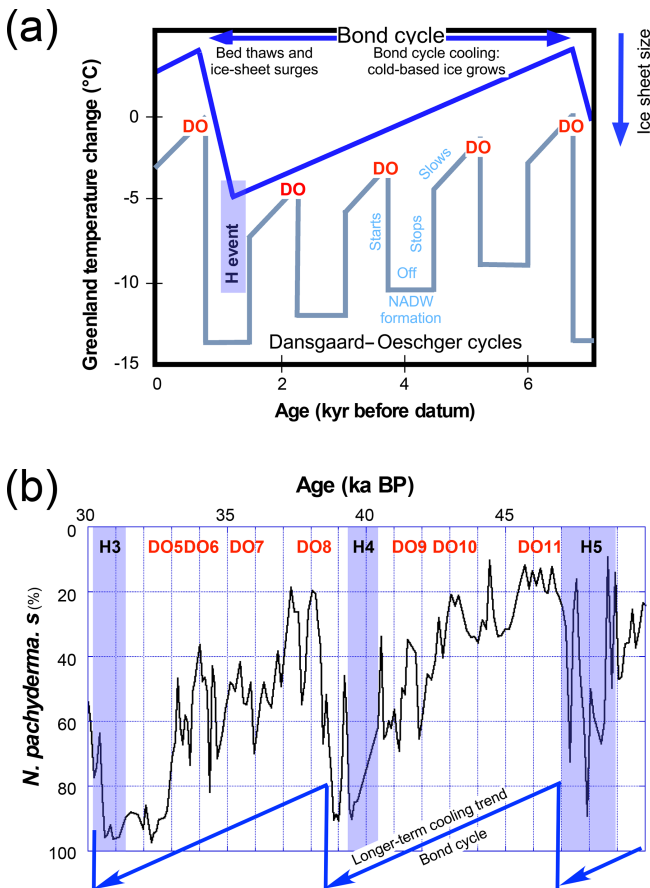 (a)
Bond cycle
Bed thaws and
ice-sheet surges
Bond cycle cooling:
cold-based ice grows
Ice sheet size
Greenland temperature change (°C)
0
-5
-10
-15
DO
DO
DO
DO
DO
H event
Starts
Off
Stops
Slows
NADW
formation
Dansgaard–Oeschger cycles
0
2
4
6
Age (kyr before datum)
(b)
Age (ka BP)
30
35
40
45
N. pachyderma. s (%)
0
20
40
60
80
100
H3
DO5
DO6
DO7
DO8
H4
DO9
DO10
DO11
H5
Longer-term cooling trend
Bond cycle